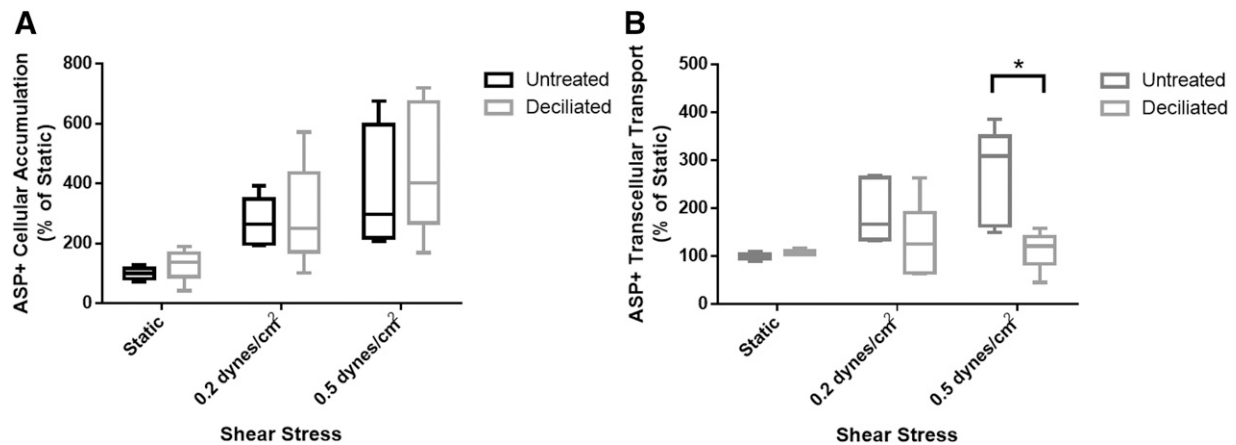 A
ASP+ Cellular Accumulation
(% of Static)
800
600
400
200
0
Static
0.2 dynes/cm²
0.5 dynes/cm²
Shear Stress
Untreated
Deciliated
B
ASP+ Transcellular Transport
(% of Static)
500
400
300
200
100
0
*
Static
0.2 dynes/cm²
0.5 dynes/cm²
Shear Stress
Untreated
Deciliated